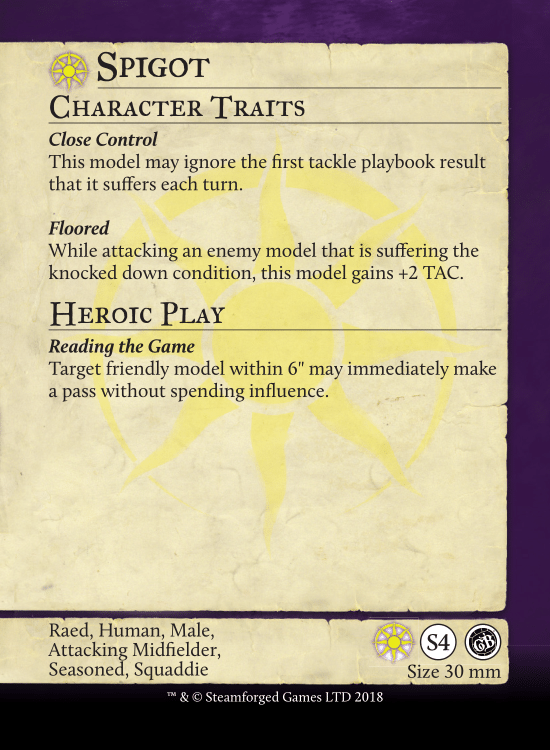 Spigot
Character Traits
Close Control
This model may ignore the first tackle playbook result
that it suffers each turn.
Floored
While attacking an enemy model that is suffering the
knocked down condition, this model gains +2 TAC.
Heroic Play
Reading the Game
Target friendly model within 6" may immediately make
a pass without spending influence.
Raed, Human, Male,
Attacking Midfielder,
Seasoned, Squaddie
S4
GB
Size 30 mm
™ & © Steamforged Games LTD 2018